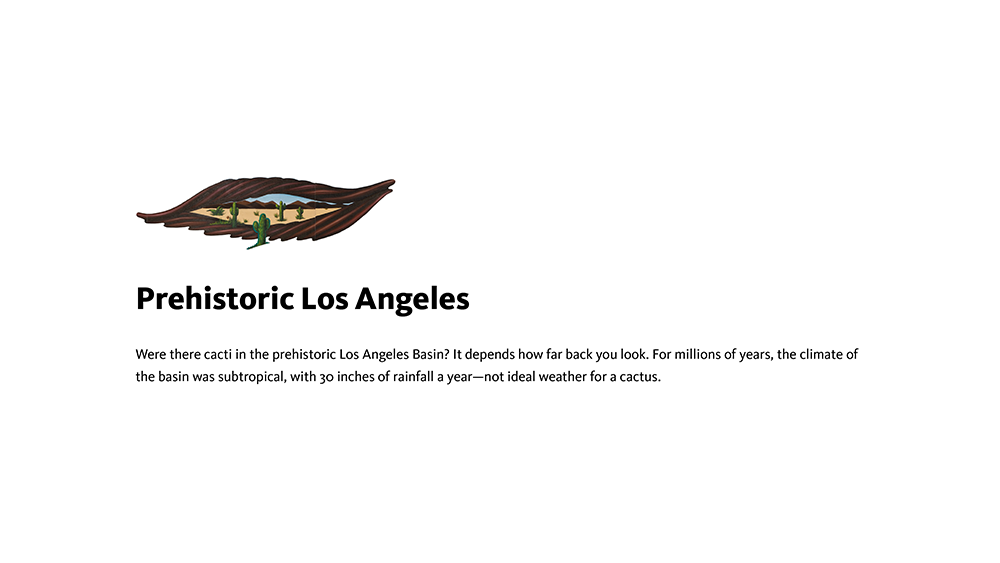 Prehistoric Los Angeles
Were there cacti in the prehistoric Los Angeles Basin? It depends how far back you look. For millions of years, the climate of
the basin was subtropical, with 30 inches of rainfall a year—not ideal weather for a cactus.